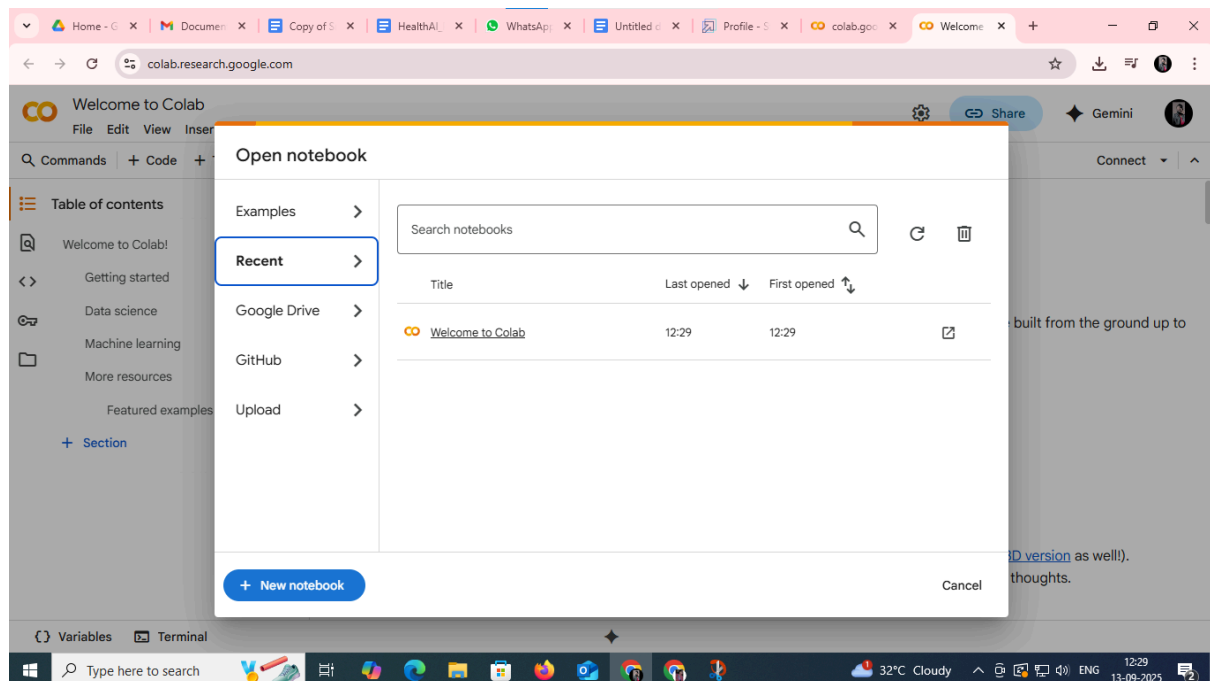 Home - G
Documen
Copy of S
HealthAI_
WhatsApp
Untitled d
Profile - S
colab.goo
Welcome
colab.research.google.com
Welcome to Colab
File Edit View Inser
Share
Gemini
Commands + Code +
Connect
Open notebook
Table of contents
Welcome to Colab!
Getting started
Data science
Machine learning
More resources
Featured examples
+ Section
Examples
Recent
Google Drive
GitHub
Upload
Search notebooks
Title Last opened First opened
Welcome to Colab 12:29 12:29
built from the ground up to
3D version as well!).
thoughts.
+ New notebook
Cancel
Variables Terminal
Type here to search
32°C Cloudy
ENG
12:29
13-09-2025